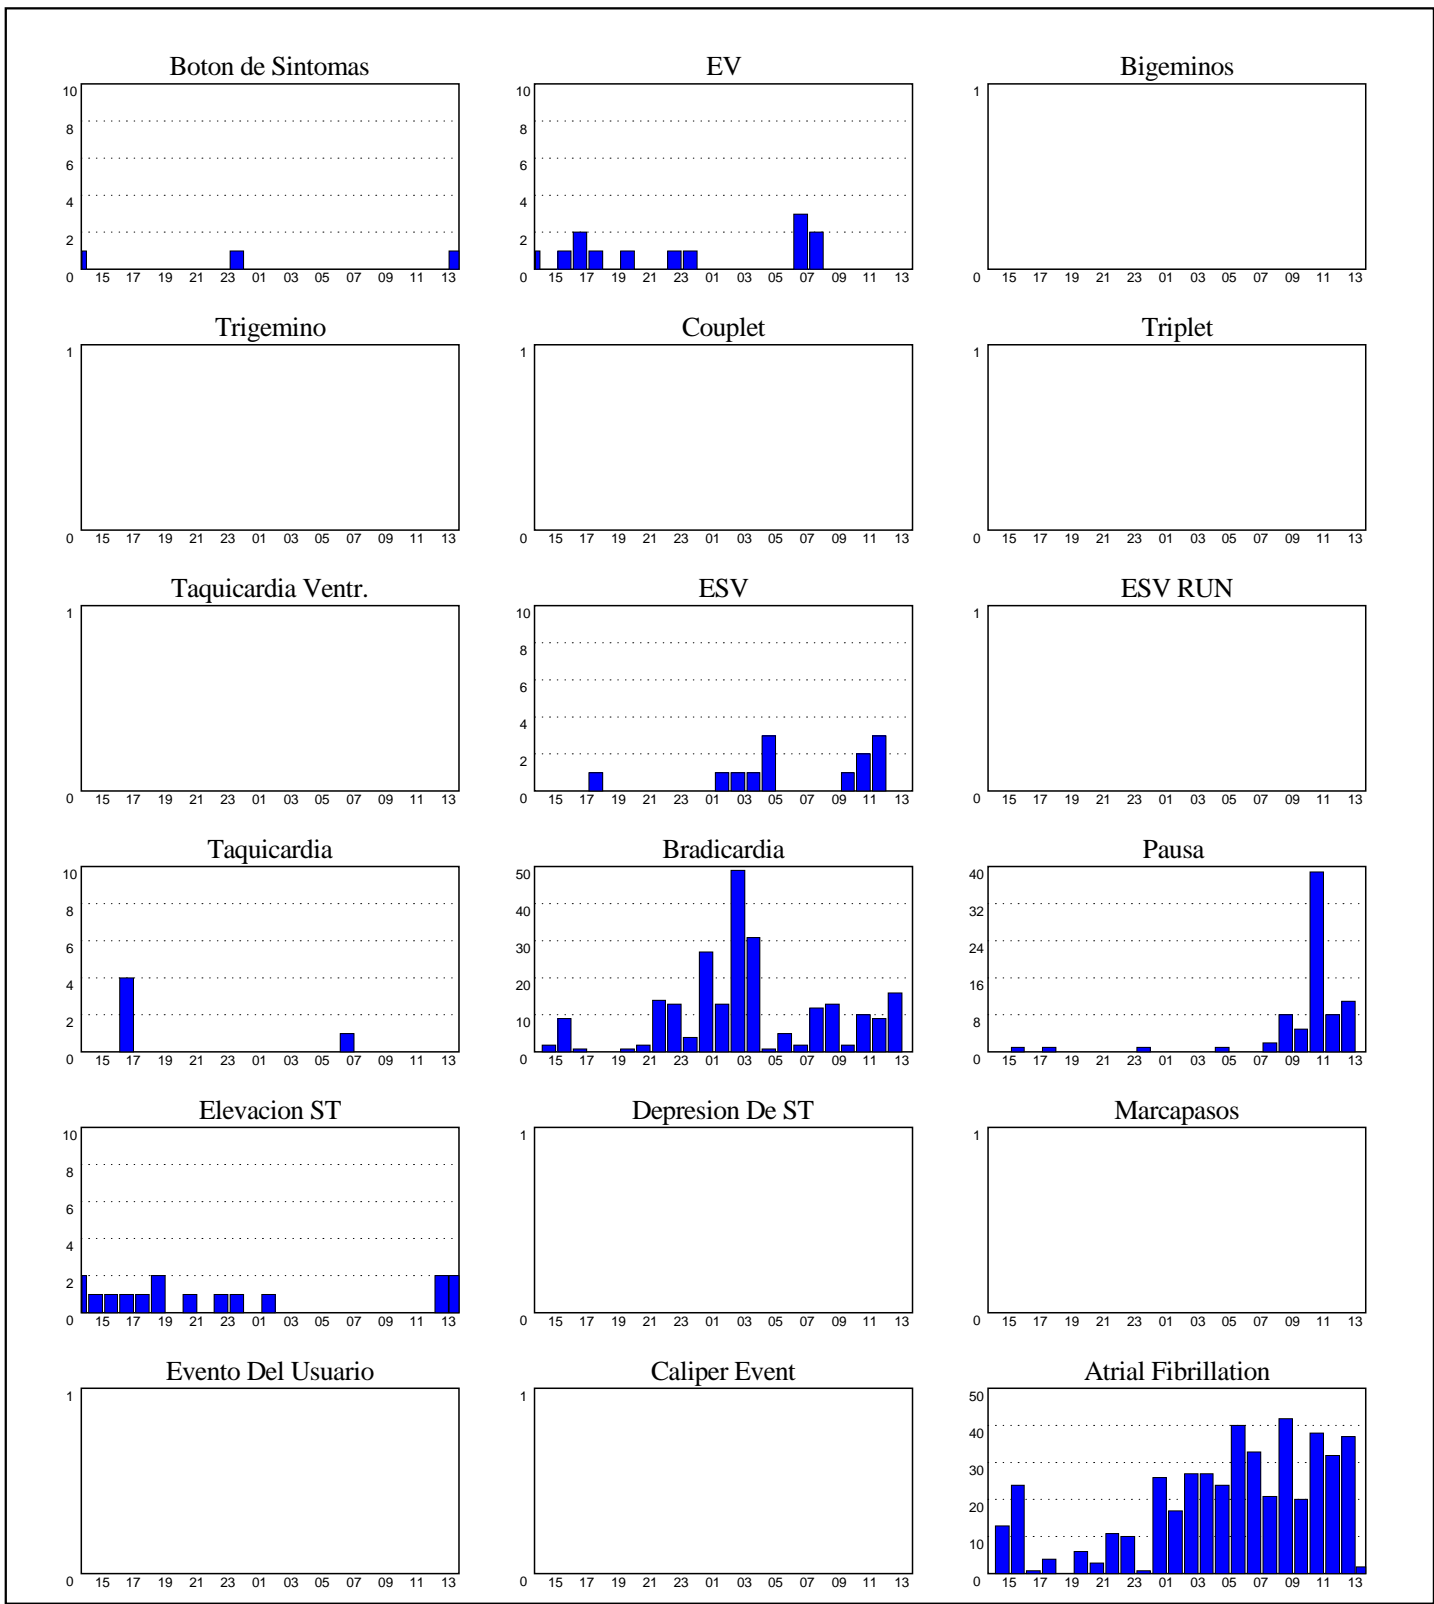 Boton de Sintomas EV Bigeminos
10 10 1
8 8
6 6
4 4
2 2
0 15 17 19 21 23 01 03 05 07 09 11 13 0 15 17 19 21 23 01 03 05 07 09 11 13 0 15 17 19 21 23 01 03 05 07 09 11 13
Trigemino Couplet Triplet
1 1 1
0 15 17 19 21 23 01 03 05 07 09 11 13 0 15 17 19 21 23 01 03 05 07 09 11 13 0 15 17 19 21 23 01 03 05 07 09 11 13
Taquicardia Ventr. ESV ESV RUN
1 10 1
8
6
4
2
0 15 17 19 21 23 01 03 05 07 09 11 13 0 15 17 19 21 23 01 03 05 07 09 11 13 0 15 17 19 21 23 01 03 05 07 09 11 13
Taquicardia Bradicardia Pausa
10 50 40
8 40 32
6 30 24
4 20 16
2 10 8
0 15 17 19 21 23 01 03 05 07 09 11 13 0 15 17 19 21 23 01 03 05 07 09 11 13 0 15 17 19 21 23 01 03 05 07 09 11 13
Elevacion ST Depresion De ST Marcapasos
10 1 1
8
6
4
2
0 15 17 19 21 23 01 03 05 07 09 11 13 0 15 17 19 21 23 01 03 05 07 09 11 13 0 15 17 19 21 23 01 03 05 07 09 11 13
Evento Del Usuario Caliper Event Atrial Fibrillation
1 1 50
40
30
20
10
0 15 17 19 21 23 01 03 05 07 09 11 13 0 15 17 19 21 23 01 03 05 07 09 11 13 0 15 17 19 21 23 01 03 05 07 09 11 13